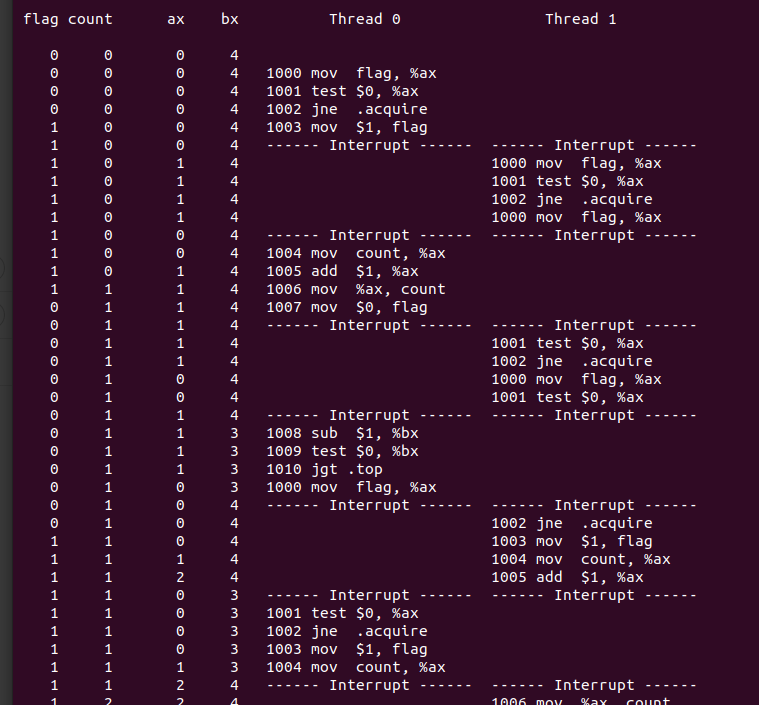 flag count      ax    bx          Thread 0                Thread 1
   0     0       0     4
   0     0       0     4   1000 mov  flag, %ax
   0     0       0     4   1001 test $0, %ax
   0     0       0     4   1002 jne  .acquire
   1     0       0     4   1003 mov  $1, flag
   1     0       0     4   ------ Interrupt ------  ------ Interrupt ------
   1     0       1     4                            1000 mov  flag, %ax
   1     0       1     4                            1001 test $0, %ax
   1     0       1     4                            1002 jne  .acquire
   1     0       1     4                            1000 mov  flag, %ax
   1     0       0     4   ------ Interrupt ------  ------ Interrupt ------
   1     0       0     4   1004 mov  count, %ax
   1     0       1     4   1005 add  $1, %ax
   1     1       1     4   1006 mov  %ax, count
   0     1       1     4   1007 mov  $0, flag
   0     1       1     4   ------ Interrupt ------  ------ Interrupt ------
   0     1       1     4                            1001 test $0, %ax
   0     1       1     4                            1002 jne  .acquire
   0     1       0     4                            1000 mov  flag, %ax
   0     1       0     4                            1001 test $0, %ax
   0     1       1     4   ------ Interrupt ------  ------ Interrupt ------
   0     1       1     3   1008 sub  $1, %bx
   0     1       1     3   1009 test $0, %bx
   0     1       1     3   1010 jgt .top
   0     1       0     3   1000 mov  flag, %ax
   0     1       0     4   ------ Interrupt ------  ------ Interrupt ------
   0     1       0     4                            1002 jne  .acquire
   1     1       0     4                            1003 mov  $1, flag
   1     1       1     4                            1004 mov  count, %ax
   1     1       2     4                            1005 add  $1, %ax
   1     1       0     3   ------ Interrupt ------  ------ Interrupt ------
   1     1       0     3   1001 test $0, %ax
   1     1       0     3   1002 jne  .acquire
   1     1       0     3   1003 mov  $1, flag
   1     1       1     3   1004 mov  count, %ax
   1     1       2     4   ------ Interrupt ------  ------ Interrupt ------
   1     2       2     4                            1006 mov  %ax, count